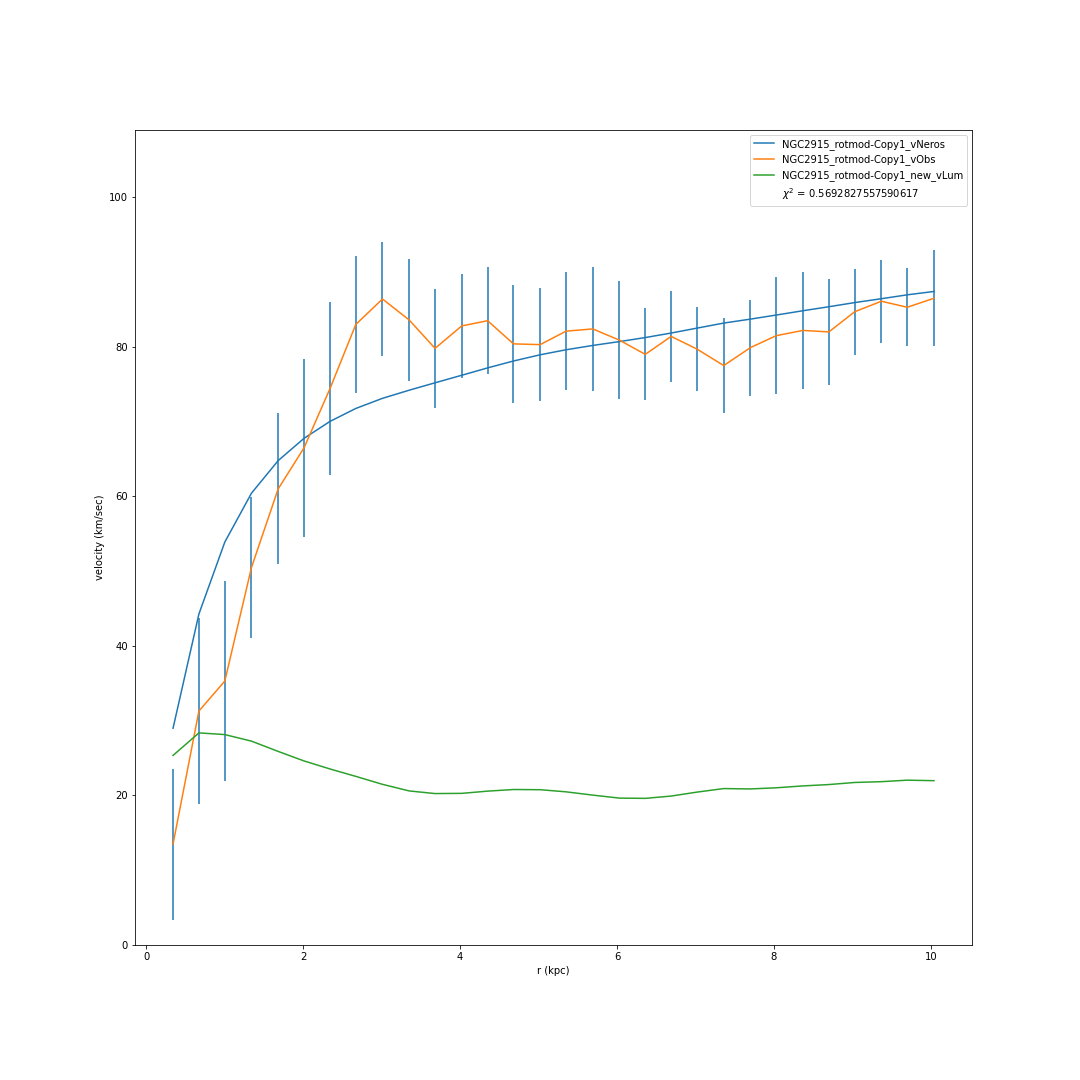 NGC2915_rotmod-Copy1_vNeros
NGC2915_rotmod-Copy1_vObs
NGC2915_rotmod-Copy1_new_vLum
χ² = 0.5692827557590617
100
80
60
40
20
0
velocity (km/sec)
0 2 4 6 8 10
r (kpc)